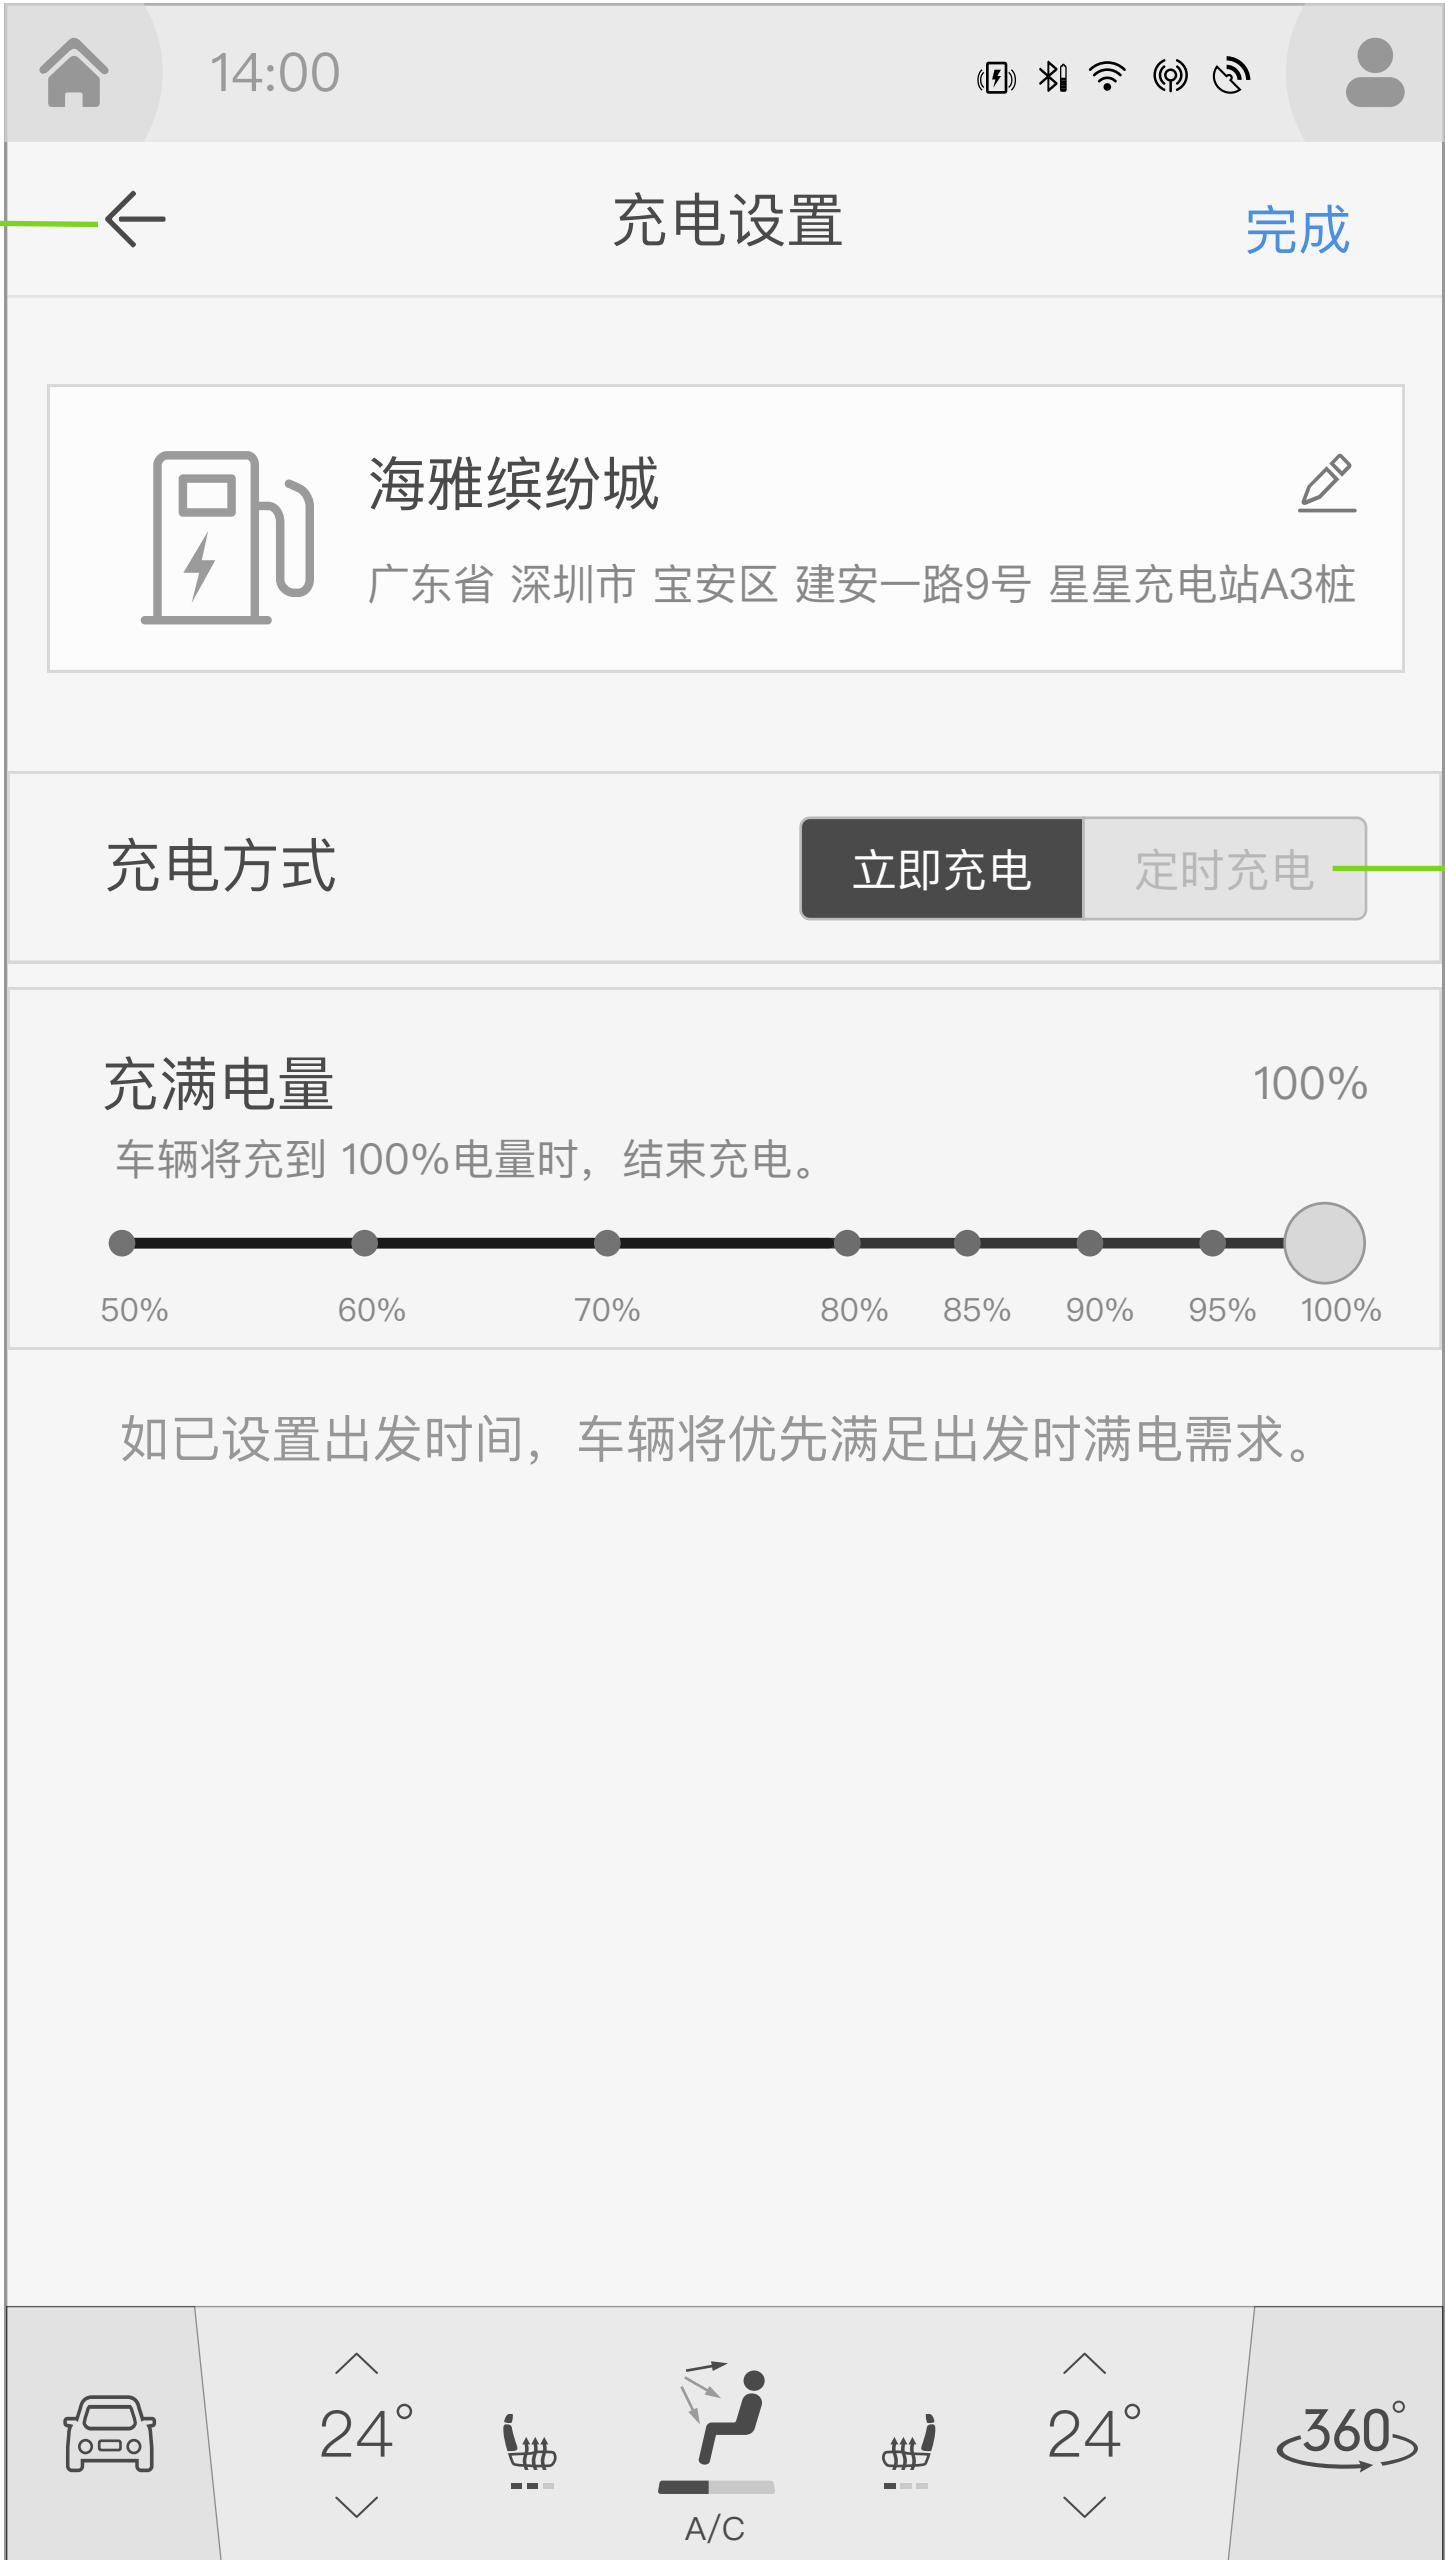 14:00
充电设置
完成
海雅缤纷城
广东省 深圳市 宝安区 建安一路9号 星星充电站A3桩
充电方式
立即充电
定时充电
充满电量
100%
车辆将充到 100%电量时，结束充电。
50% 60% 70% 80% 85% 90% 95% 100%
如已设置出发时间，车辆将优先满足出发时满电需求。
24° 24° 360°
A/C